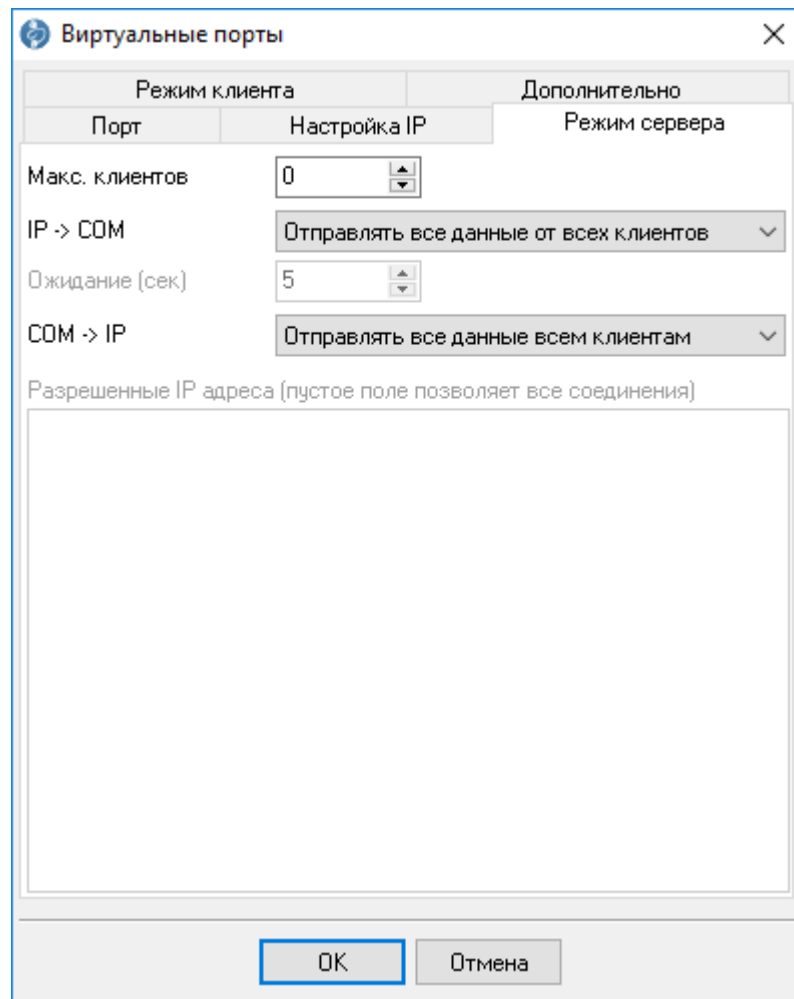 Виртуальные порты
Режим клиента Дополнительно
Порт Настройка IP Режим сервера
Макс. клиентов 0
IP -> COM Отправлять все данные от всех клиентов
Ожидание (сек) 5
COM -> IP Отправлять все данные всем клиентам
Разрешенные IP адреса (пустое поле позволяет все соединения)
OK Отмена